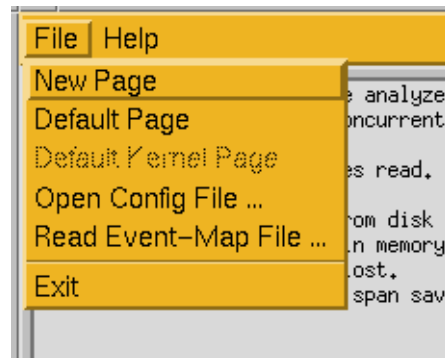 File Help
New Page
Default Page
Default Kernel Page
Open Config File ...
Read Event-Map File ...
Exit
analyze
oncurrent
es read.
rom disk
n memory
lost.
span sav